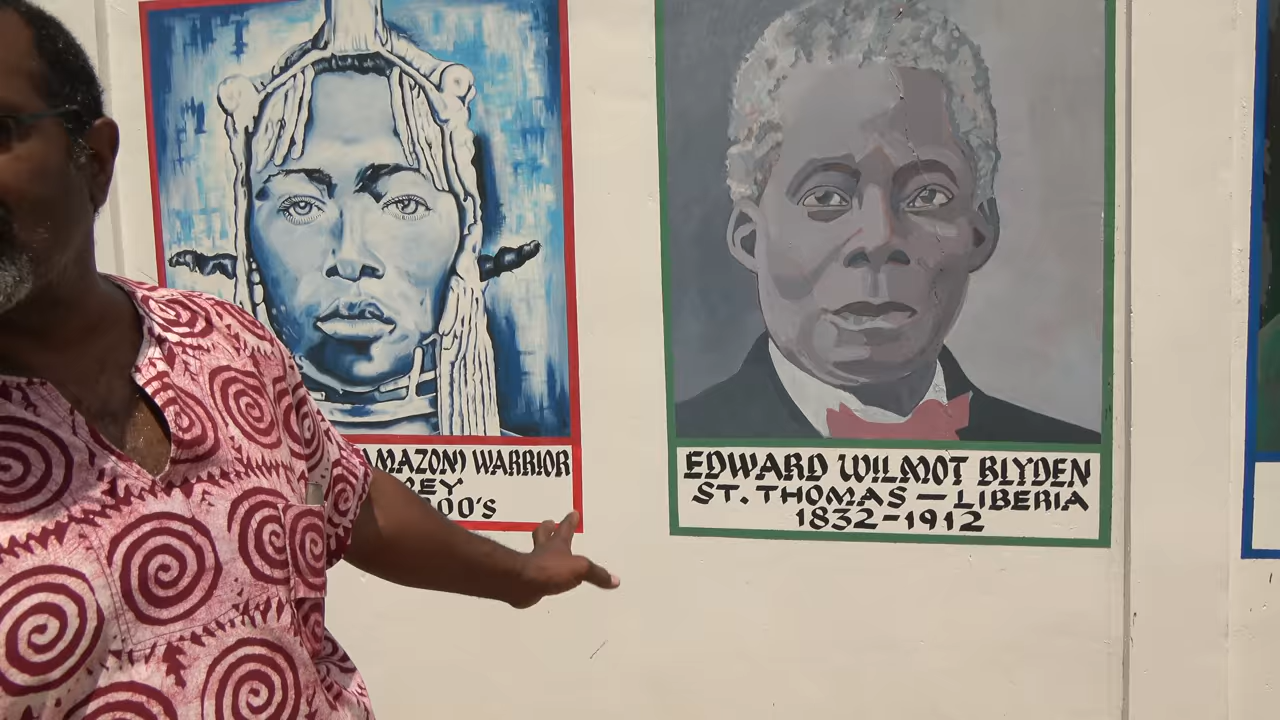 (AMAZON) WARRIOR
EY
00'S
EDWARD WILMOT BLYDEN
ST. THOMAS – LIBERIA
1832-1912